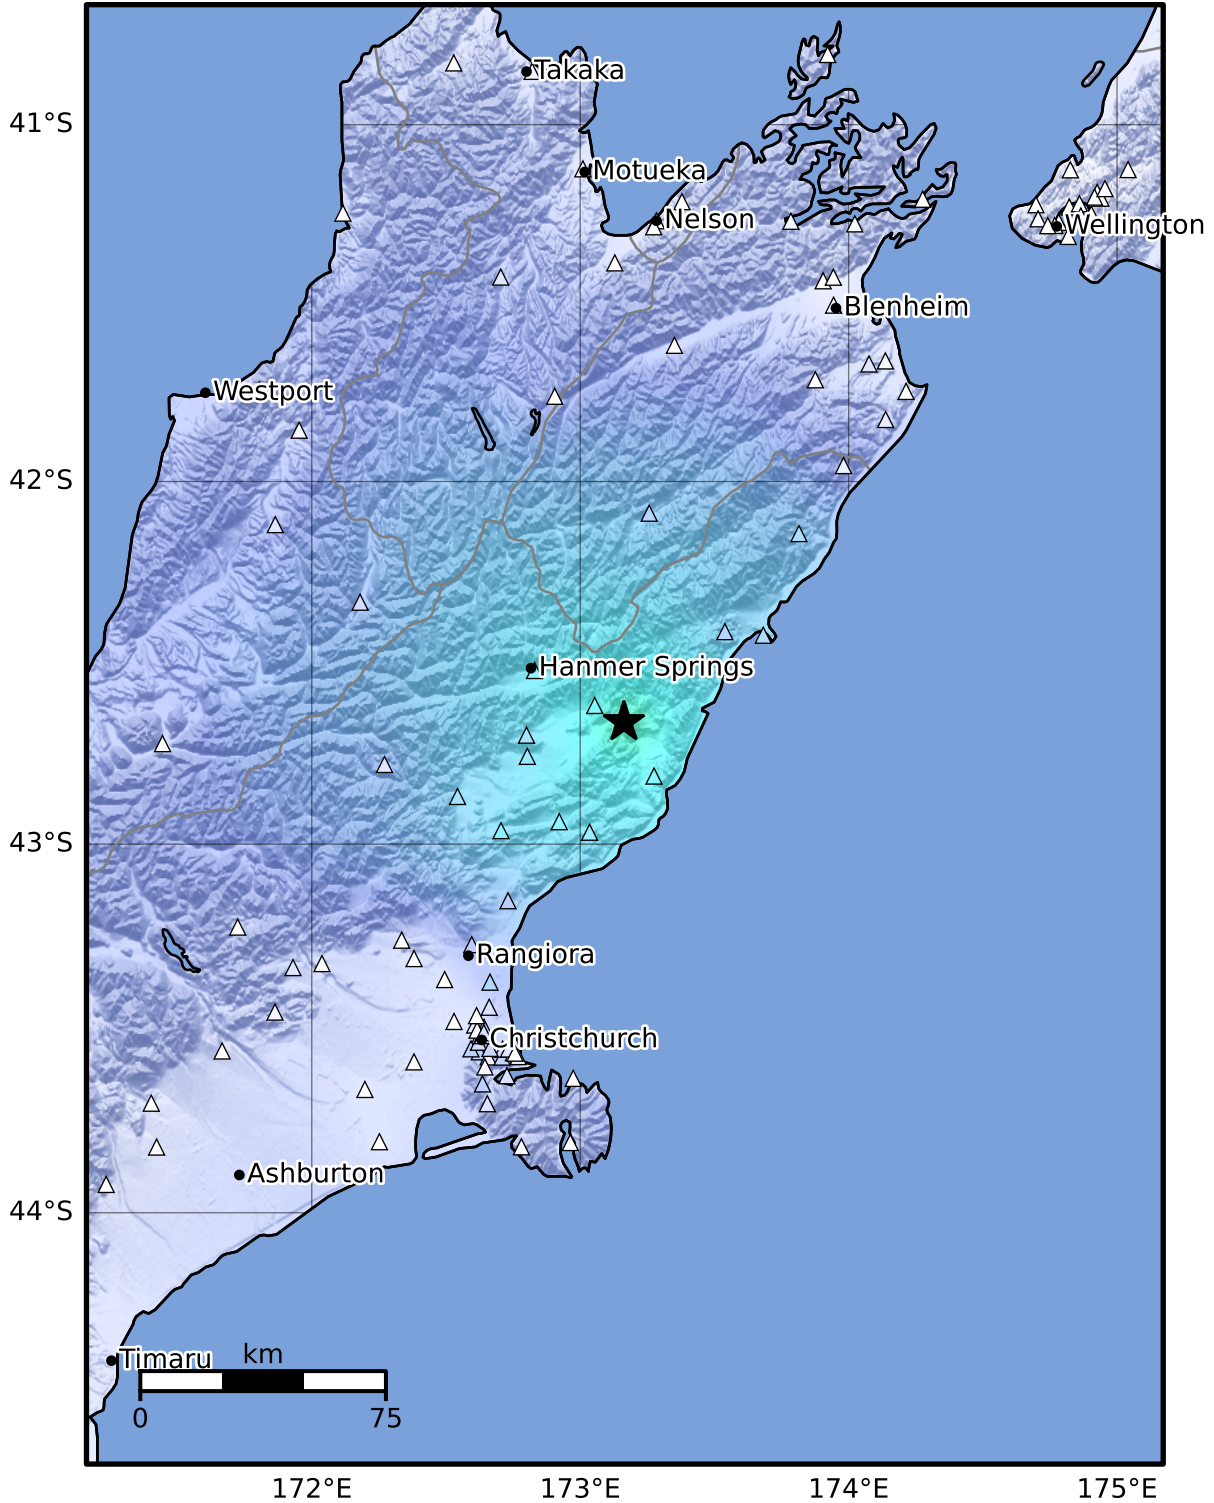 Takaka
41°S
Motueka
Nelson
Wellington
Blenheim
Westport
42°S
Hanmer Springs
43°S
Rangiora
Christchurch
Ashburton
44°S
Timaru
km
0 75
172°E 173°E 174°E 175°E